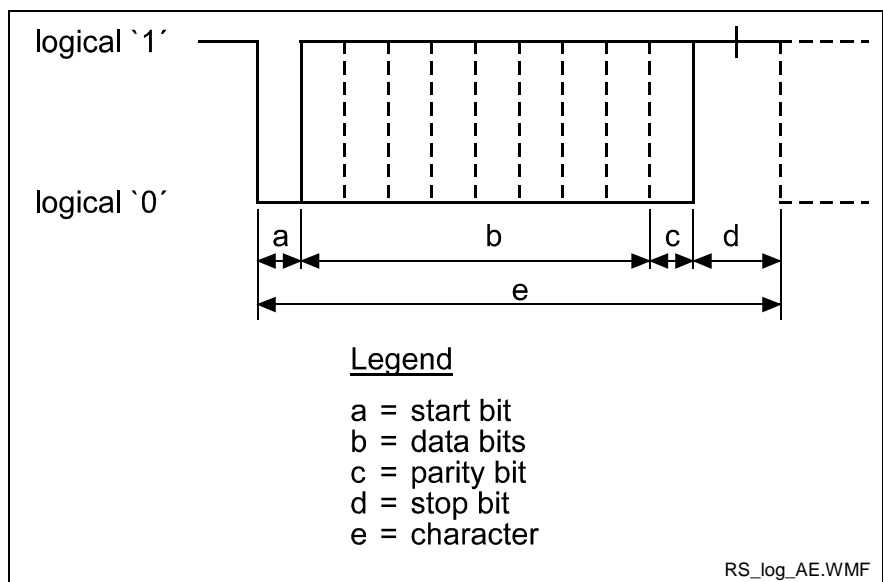 logical `1´
logical `0´
a b c d
e
Legend
a = start bit
b = data bits
c = parity bit
d = stop bit
e = character
RS_log_AE.WMF